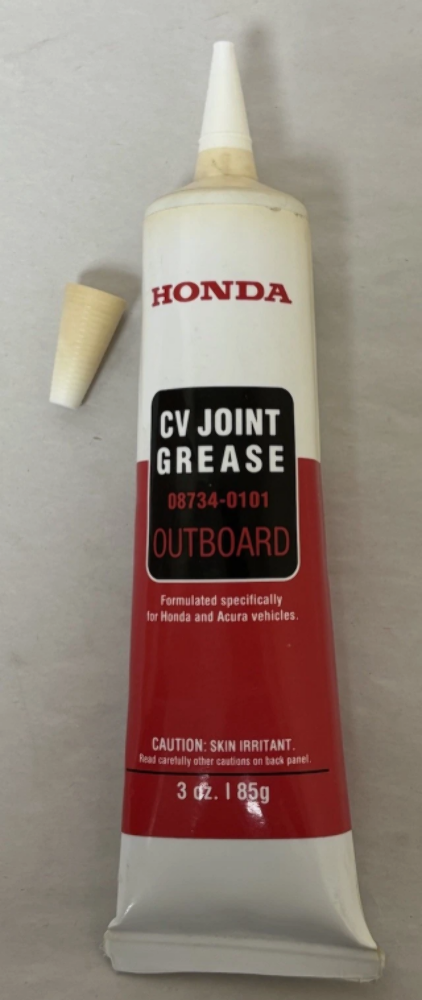 HONDA
CV JOINT
GREASE
08734-0101
OUTBOARD
Formulated specifically
for Honda and Acura vehicles.
CAUTION: SKIN IRRITANT.
Read carefully other cautions on back panel.
3 oz. | 85g